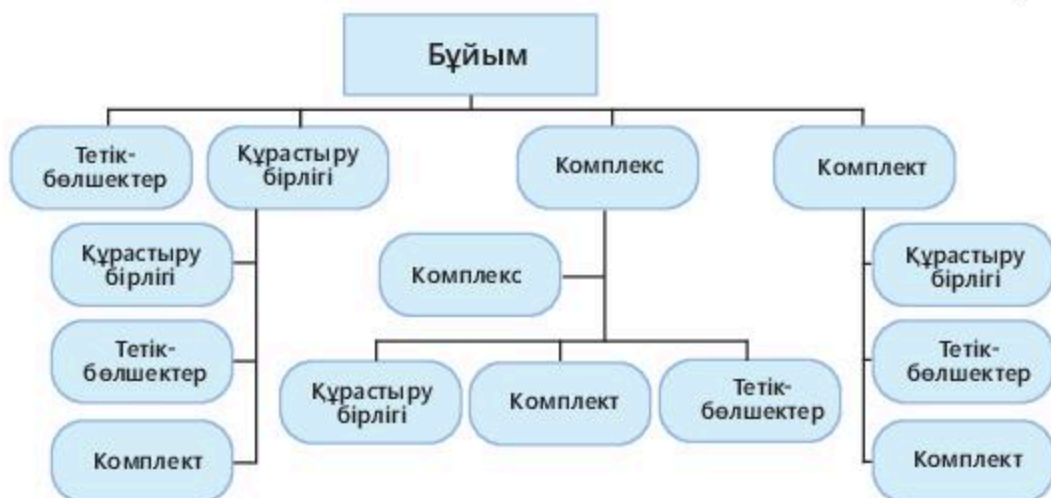 Бұйым
Тетік-
бөлшектер
Құрастыру
бірлігі
Комплекс
Комплект
Құрастыру
бірлігі
Тетік-
бөлшектер
Комплект
Комплекс
Құрастыру
бірлігі
Комплект
Тетік-
бөлшектер
Құрастыру
бірлігі
Тетік-
бөлшектер
Комплект